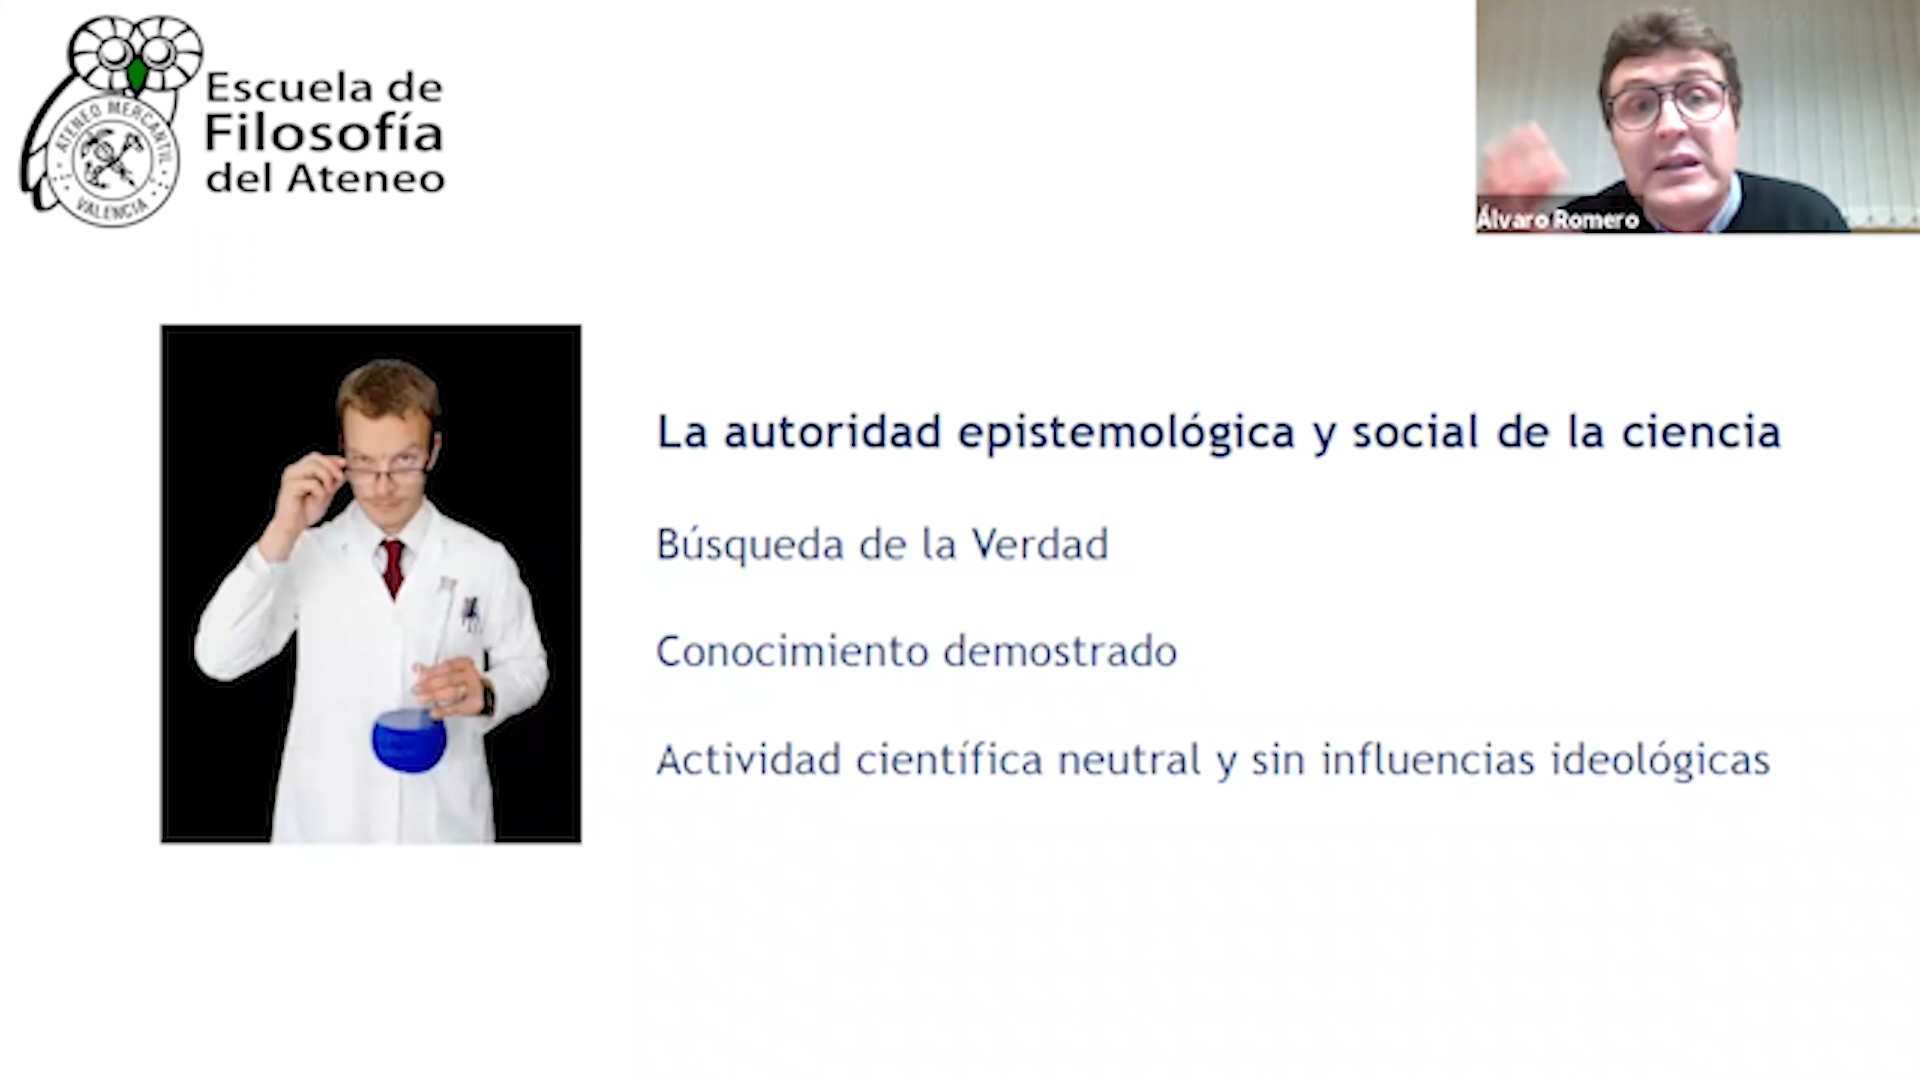 Escuela de
Filosofía
del Ateneo
ATENEO MERCANTIL
VALENCIA
Álvaro Romero
La autoridad epistemológica y social de la ciencia
Búsqueda de la Verdad
Conocimiento demostrado
Actividad científica neutral y sin influencias ideológicas